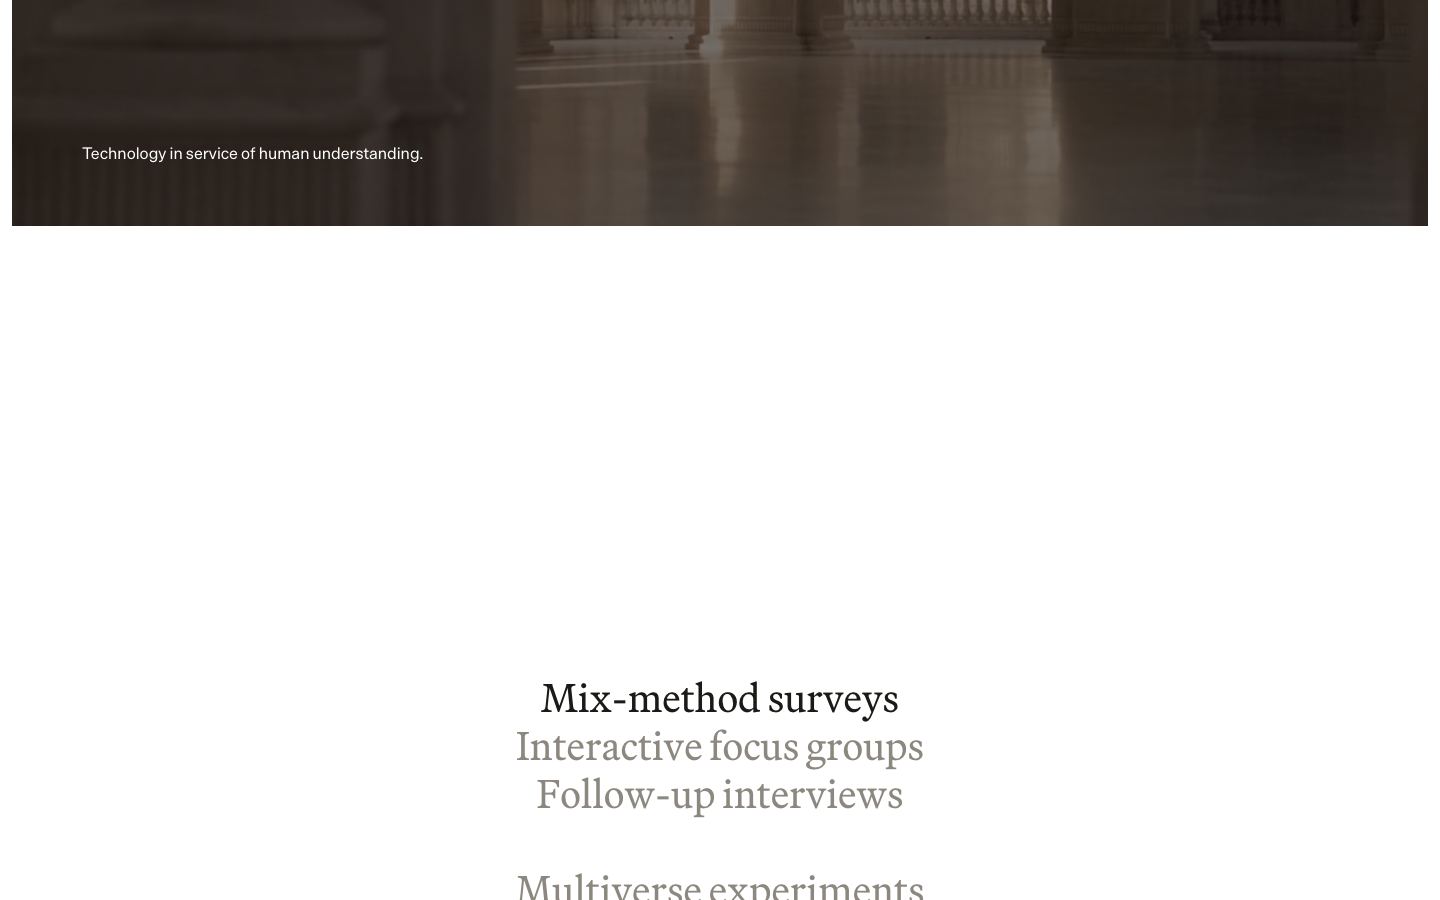 Technology in service of human understanding.
Mix-method surveys
Interactive focus groups
Follow-up interviews
Multiverse experiments